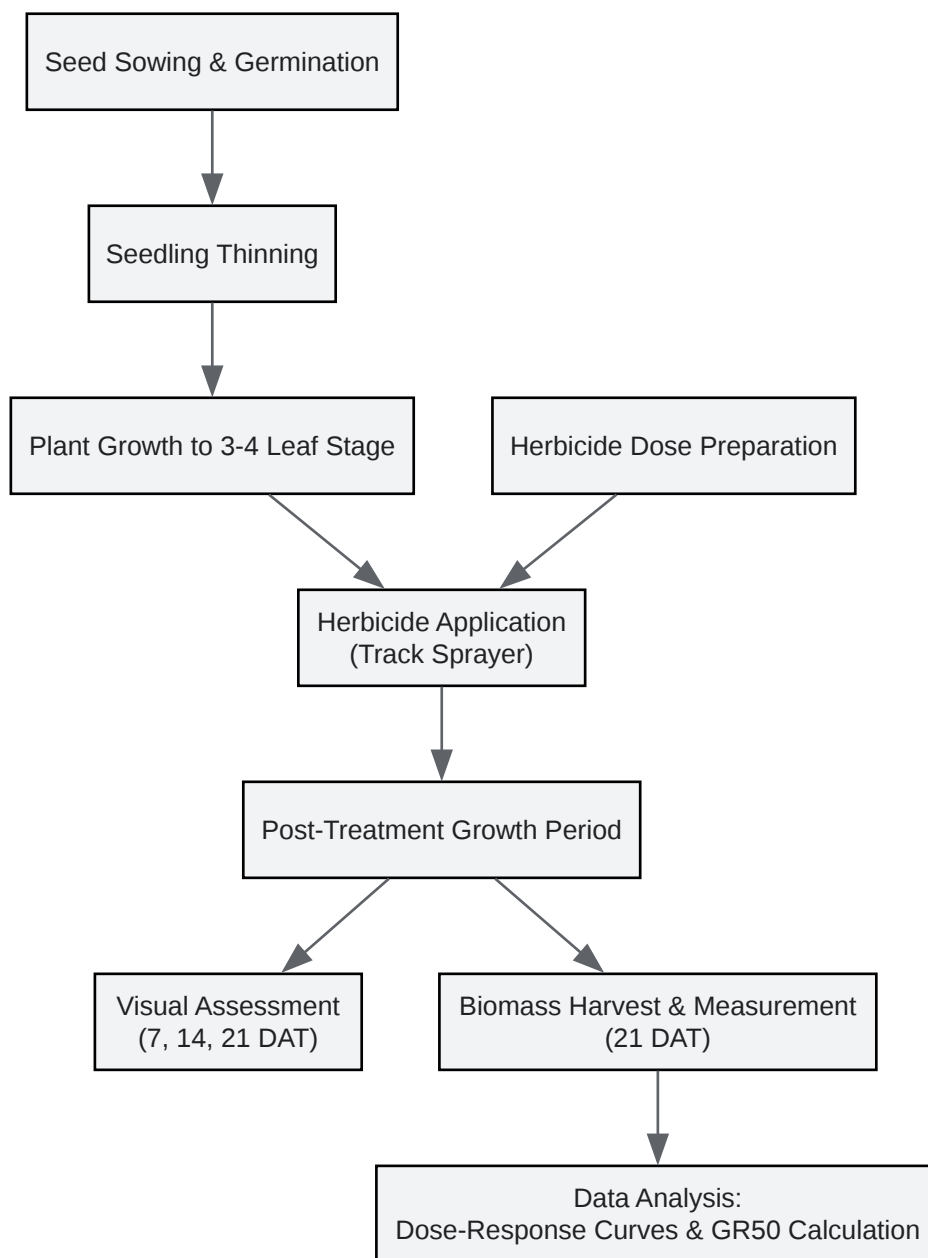 Seed Sowing & Germination
Seedling Thinning
Plant Growth to 3-4 Leaf Stage
Herbicide Dose Preparation
Herbicide Application
(Track Sprayer)
Post-Treatment Growth Period
Visual Assessment
(7, 14, 21 DAT)
Biomass Harvest & Measurement
(21 DAT)
Data Analysis:
Dose-Response Curves & GR50 Calculation